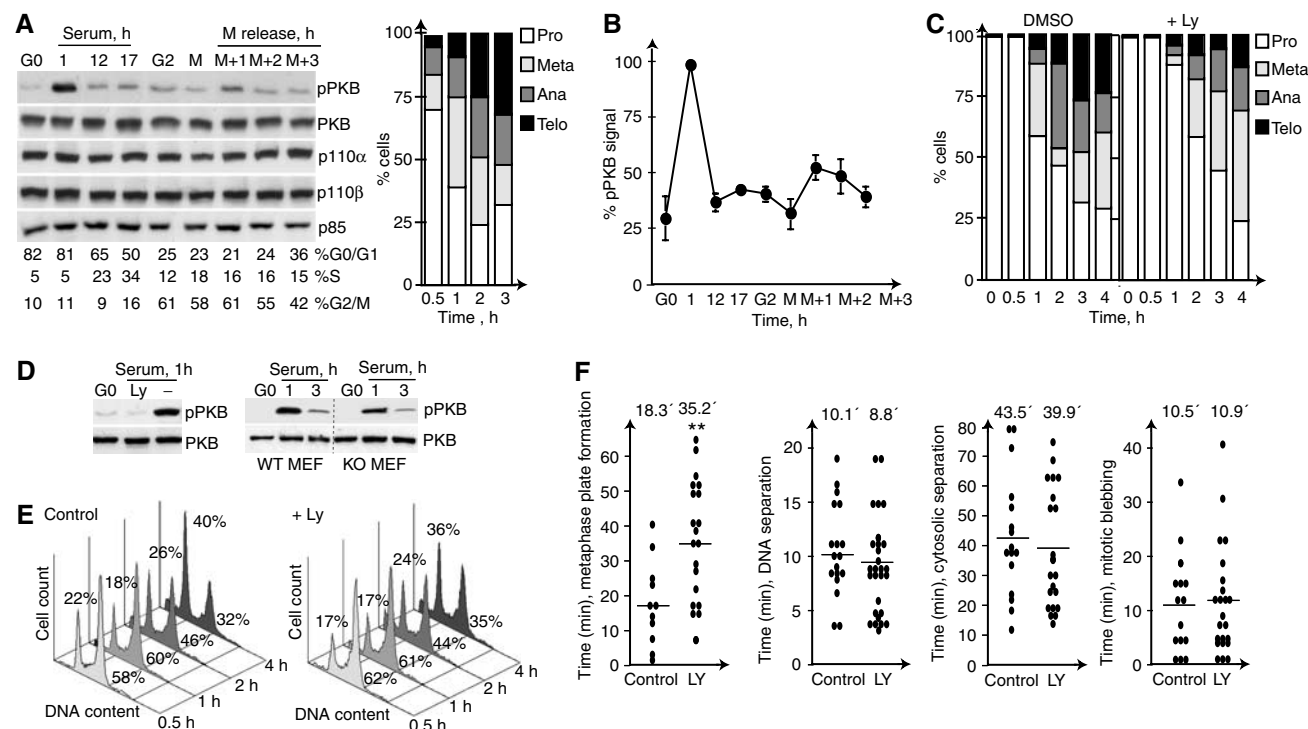 A
Serum, h
M release, h
G0 1 12 17 G2 M M+1 M+2 M+3
pPKB
PKB
p110α
p110β
p85
82 81 65 50 25 23 21 24 36 %G0/G1
5 5 23 34 12 18 16 16 15 %S
10 11 9 16 61 58 61 55 42 %G2/M
% cells
100
75
50
25
0
0.5 1 2 3
Time , h
Pro
Meta
Ana
Telo
B
% pPKB signal
100
75
50
25
0
G0 1 12 17 G2 M M+1 M+2 M+3
Time, h
C
DMSO + Ly
% cells
100
75
50
25
0
0 0.5 1 2 3 4 0 0.5 1 2 3 4
Time, h
Pro
Meta
Ana
Telo
D
Serum, 1h
G0 Ly –
pPKB
PKB
Serum, h Serum, h
G0 1 3 G0 1 3
pPKB
PKB
WT MEF KO MEF
E
Control
Cell count
22% 18% 26% 40%
58% 60% 46% 32%
DNA content
0.5 h 1 h 2 h 4 h
+ Ly
Cell count
17% 17% 24% 36%
62% 61% 44% 35%
DNA content
0.5 h 1 h 2 h 4 h
F
Time (min), metaphase plate formation
18.3´ 35.2´
**
60
50
40
30
20
10
0
Control LY
Time (min), DNA separation
10.1´ 8.8´
20
15
10
5
0
Control LY
Time (min), cytosolic separation
43.5´ 39.9´
80
70
60
50
40
30
20
10
0
Control LY
Time (min), mitotic blebbing
10.5´ 10.9´
40
30
20
10
0
Control LY